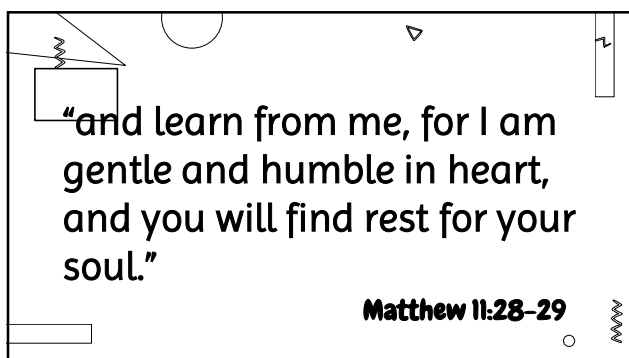 “and learn from me, for I am
gentle and humble in heart,
and you will find rest for your
soul.”
Matthew 11:28-29